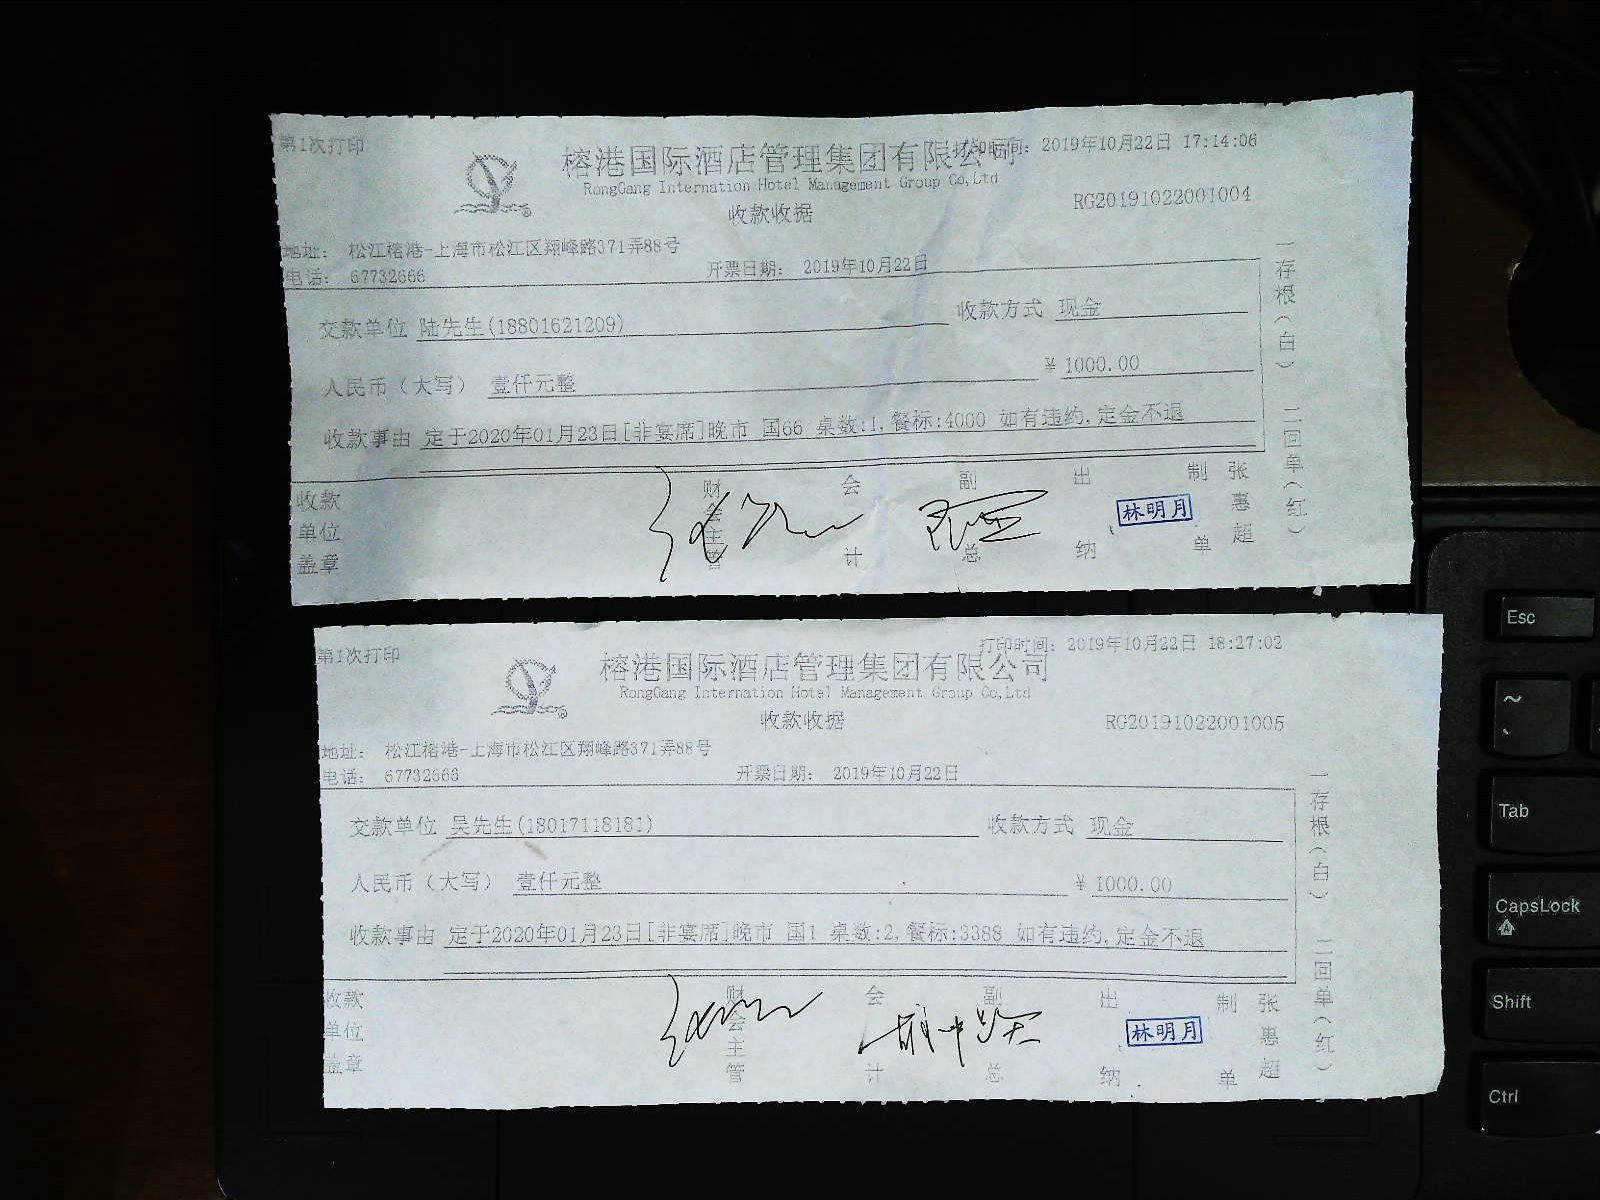 第1次打印
打印时间: 2019年10月22日 17:14:06
榕港国际酒店管理集团有限公司
RongGang Internation Hotel Management Group Co,Ltd
收款收据
RG20191022001004
地址: 松江榕港-上海市松江区翔峰路371弄88号
电话: 67732666
开票日期: 2019年10月22日
交款单位 陆先生(18801621209)
收款方式 现金
人民币(大写) 壹仟元整
¥ 1000.00
收款事由 定于2020年01月23日[非宴席]晚市 国66 桌数:1,餐标:4000 如有违约,定金不退
收款单位盖章
财会主管
会计
副总
出纳
林明月
制单
张惠超
一存根(白) 二回单(红)
第1次打印
打印时间: 2019年10月22日 18:27:02
榕港国际酒店管理集团有限公司
RongGang Internation Hotel Management Group Co,Ltd
收款收据
RG20191022001005
地址: 松江榕港-上海市松江区翔峰路371弄88号
电话: 67732666
开票日期: 2019年10月22日
交款单位 吴先生(18017118181)
收款方式 现金
人民币(大写) 壹仟元整
¥ 1000.00
收款事由 定于2020年01月23日[非宴席]晚市 国1 桌数:2,餐标:3388 如有违约,定金不退
收款单位盖章
财会主管
会计
副总
出纳
林明月
制单
张惠超
一存根(白) 二回单(红)
Esc
~
Tab
CapsLock
A
Shift
Ctrl